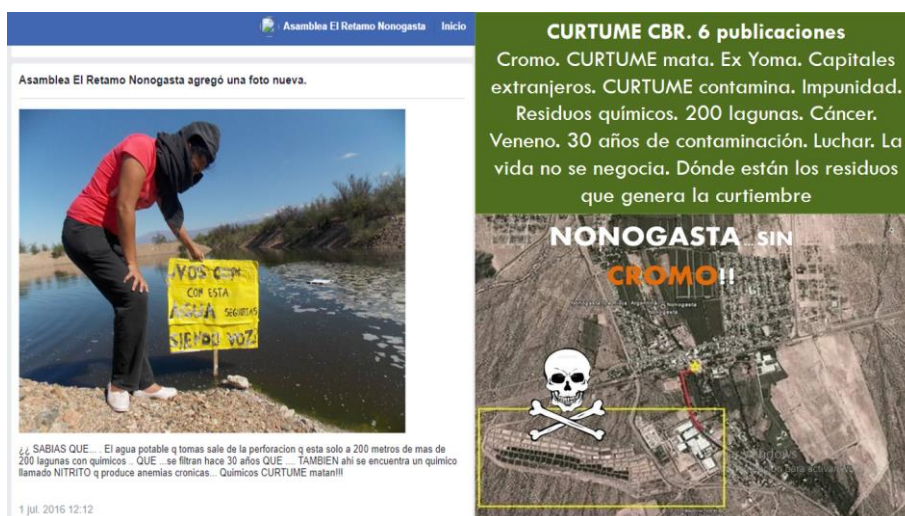 Asamblea El Retamo Nonogasta Inicio
Asamblea El Retamo Nonogasta agregó una foto nueva.
¡VOS
CON ESTA
AGUA SEGUIRIAS
SIENDO VOZ?
¿¿ SABIAS QUE... . El agua potable q tomas sale de la perforacion q esta solo a 200 metros de mas de
200 lagunas con quimicos .. QUE ...se filtran hace 30 años QUE .... TAMBIEN ahi se encuentra un quimico
llamado NITRITO q produce anemias cronicas... Quimicos CURTUME matan!!!
1 jul. 2016 12:12
CURTUME CBR. 6 publicaciones
Cromo. CURTUME mata. Ex Yoma. Capitales
extranjeros. CURTUME contamina. Impunidad.
Residuos químicos. 200 lagunas. Cáncer.
Veneno. 30 años de contaminación. Luchar. La
vida no se negocia. Dónde están los residuos
que genera la curtiembre
NONOGASTA SIN
CROMO!!
Nonogasta